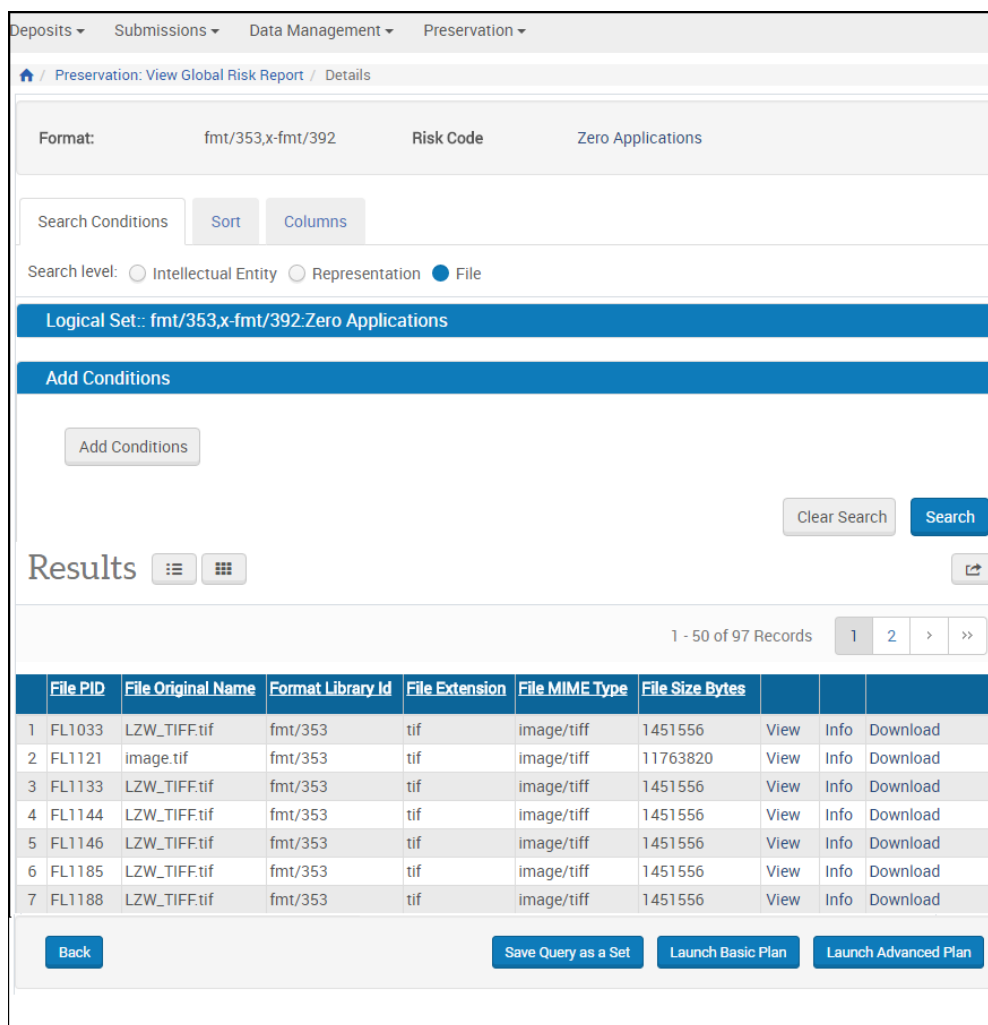 Deposits Submissions Data Management Preservation
/ Preservation: View Global Risk Report / Details
Format: fmt/353,x-fmt/392 Risk Code Zero Applications
Search Conditions Sort Columns
Search level: Intellectual Entity Representation File
Logical Set:: fmt/353,x-fmt/392:Zero Applications
Add Conditions
Add Conditions
Clear Search Search
Results
1 - 50 of 97 Records 1 2 > >>
File PID File Original Name Format Library Id File Extension File MIME Type File Size Bytes
1 FL1033 LZW_TIFF.tif fmt/353 tif image/tiff 1451556 View Info Download
2 FL1121 image.tif fmt/353 tif image/tiff 11763820 View Info Download
3 FL1133 LZW_TIFF.tif fmt/353 tif image/tiff 1451556 View Info Download
4 FL1144 LZW_TIFF.tif fmt/353 tif image/tiff 1451556 View Info Download
5 FL1146 LZW_TIFF.tif fmt/353 tif image/tiff 1451556 View Info Download
6 FL1185 LZW_TIFF.tif fmt/353 tif image/tiff 1451556 View Info Download
7 FL1188 LZW_TIFF.tif fmt/353 tif image/tiff 1451556 View Info Download
Back Save Query as a Set Launch Basic Plan Launch Advanced Plan